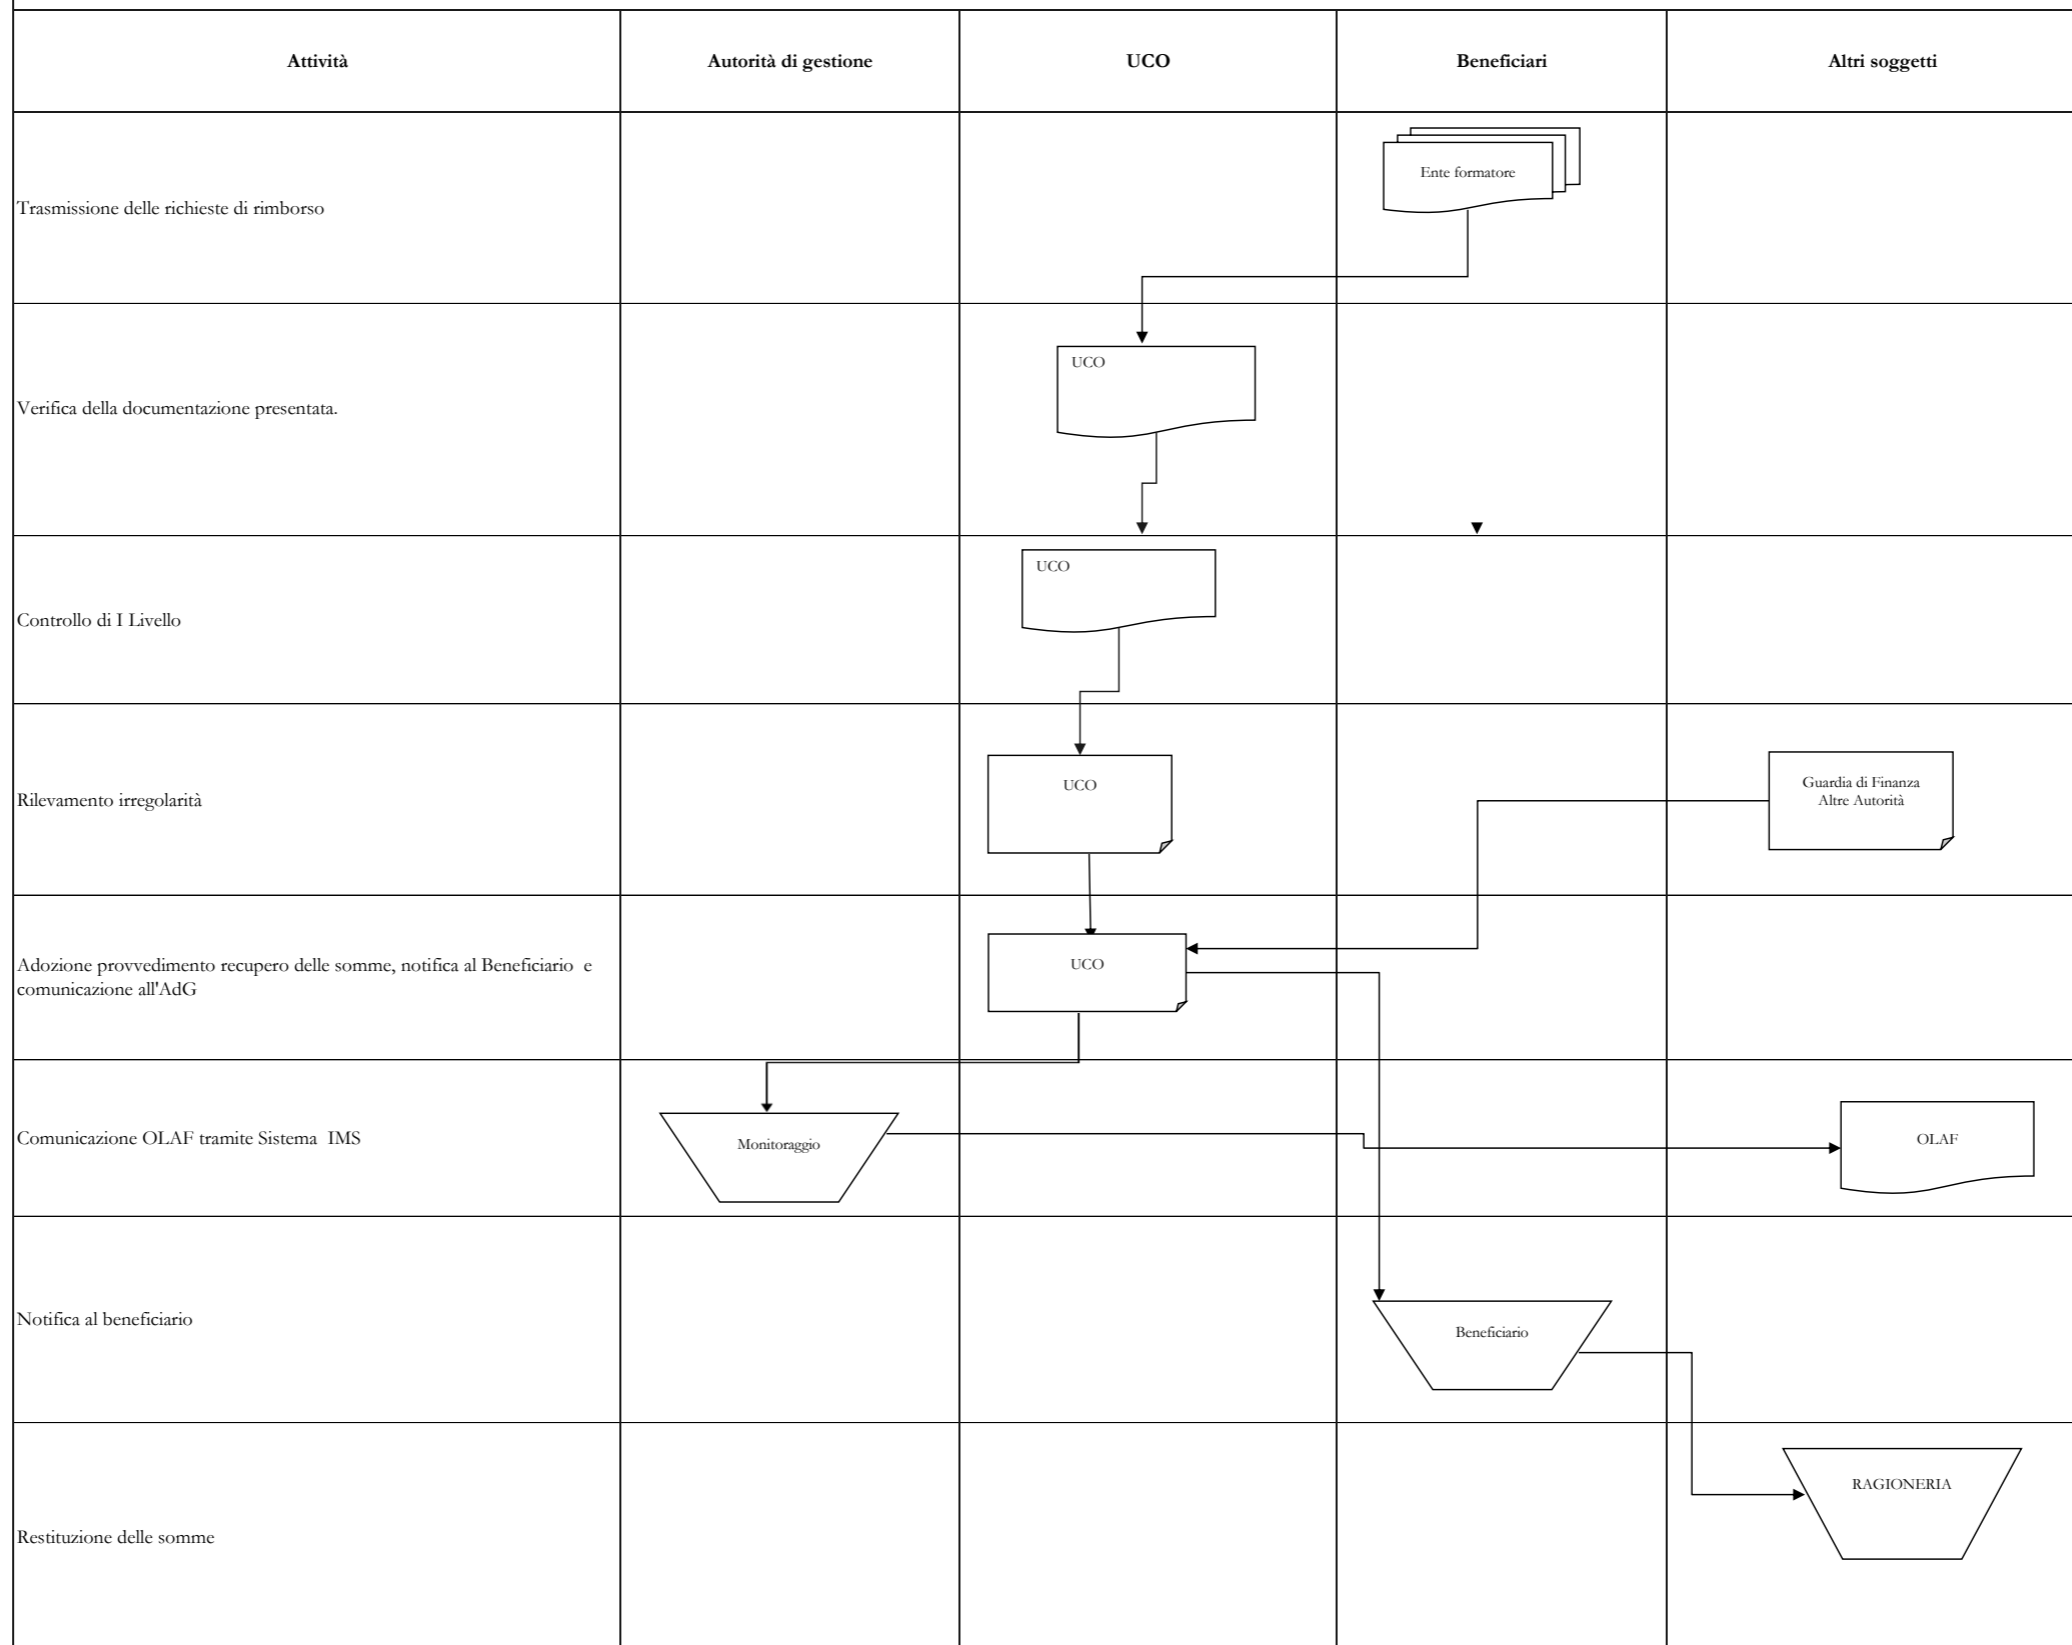 Attività
Autorità di gestione
UCO
Beneficiari
Altri soggetti
Trasmissione delle richieste di rimborso
Ente formatore
Verifica della documentazione presentata.
UCO
Controllo di I Livello
UCO
Rilevamento irregolarità
UCO
Guardia di Finanza
Altre Autorità
Adozione provvedimento recupero delle somme, notifica al Beneficiario e
comunicazione all'AdG
UCO
Comunicazione OLAF tramite Sistema IMS
Monitoraggio
OLAF
Notifica al beneficiario
Beneficiario
Restituzione delle somme
RAGIONERIA